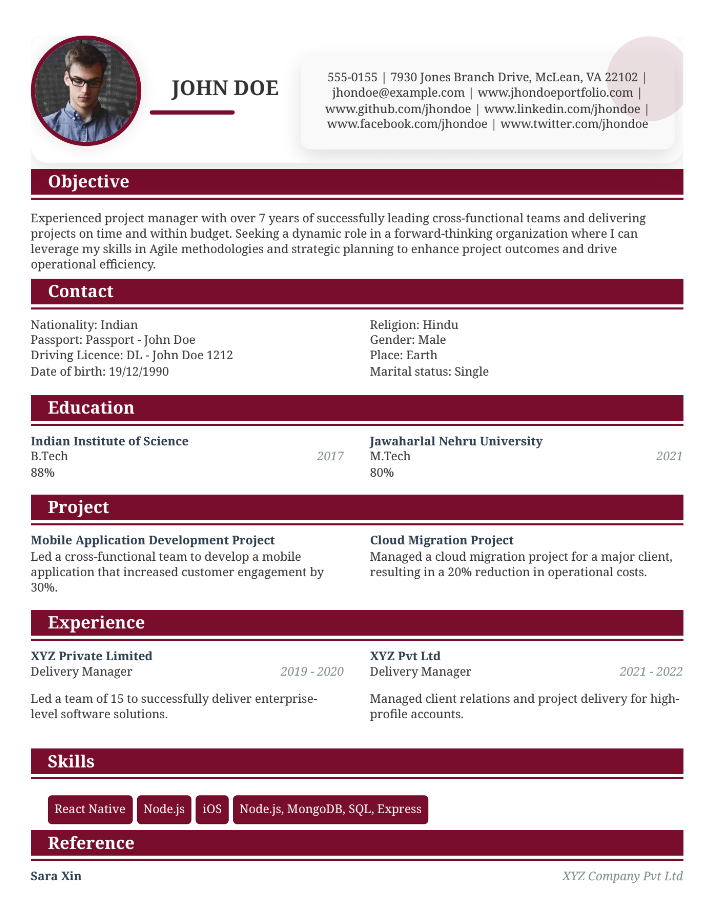 JOHN DOE
555-0155 | 7930 Jones Branch Drive, McLean, VA 22102 |
jhondoe@example.com | www.jhondoeportfolio.com |
www.github.com/jhondoe | www.linkedin.com/jhondoe |
www.facebook.com/jhondoe | www.twitter.com/jhondoe
Objective
Experienced project manager with over 7 years of successfully leading cross-functional teams and delivering
projects on time and within budget. Seeking a dynamic role in a forward-thinking organization where I can
leverage my skills in Agile methodologies and strategic planning to enhance project outcomes and drive
operational efficiency.
Contact
Nationality: Indian
Passport: Passport - John Doe
Driving Licence: DL - John Doe 1212
Date of birth: 19/12/1990
Religion: Hindu
Gender: Male
Place: Earth
Marital status: Single
Education
Indian Institute of Science
B.Tech 2017
88%
Jawaharlal Nehru University
M.Tech 2021
80%
Project
Mobile Application Development Project
Led a cross-functional team to develop a mobile
application that increased customer engagement by
30%.
Cloud Migration Project
Managed a cloud migration project for a major client,
resulting in a 20% reduction in operational costs.
Experience
XYZ Private Limited
Delivery Manager 2019 - 2020
Led a team of 15 to successfully deliver enterprise-
level software solutions.
XYZ Pvt Ltd
Delivery Manager 2021 - 2022
Managed client relations and project delivery for high-
profile accounts.
Skills
React Native Node.js iOS Node.js, MongoDB, SQL, Express
Reference
Sara Xin XYZ Company Pvt Ltd